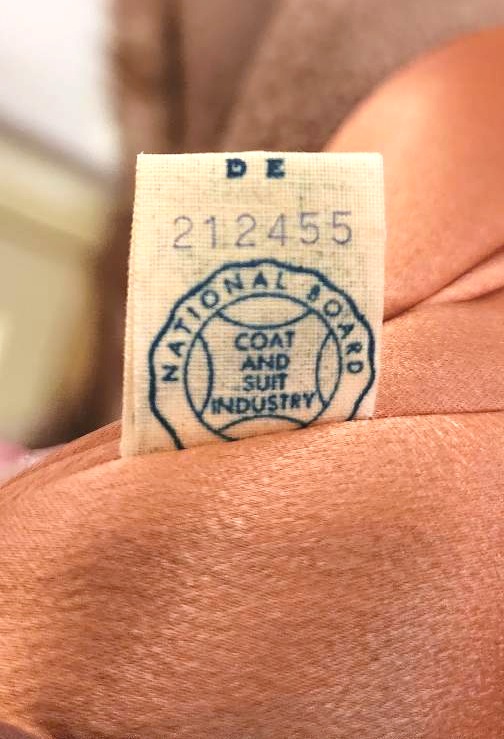 DE
212455
NATIONAL BOARD
COAT
AND
SUIT
INDUSTRY